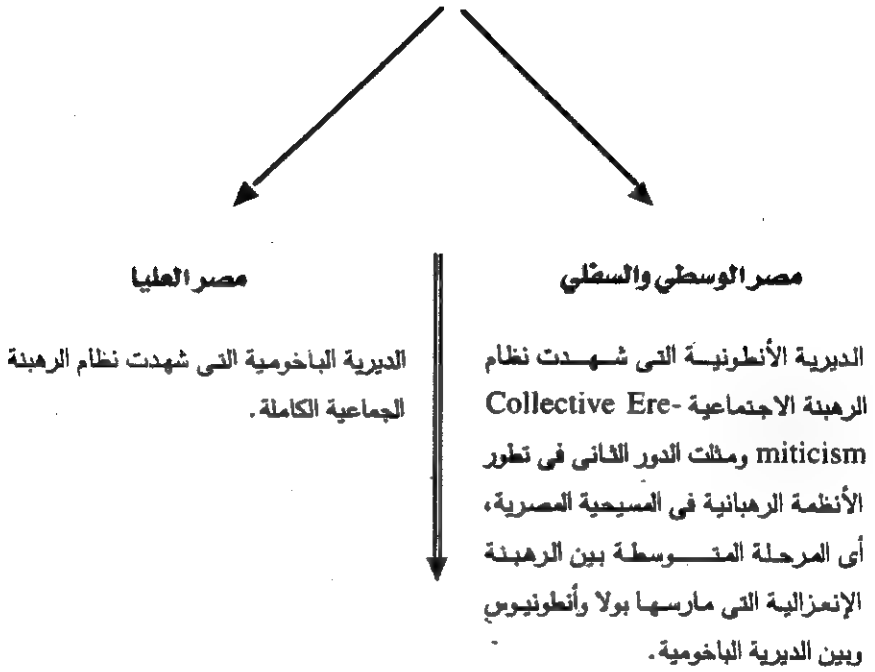 مصر الوسطي والسفلي
الديرية الأنطونية التى شهدت نظام
الرهبنة الاجتماعية Collective Ere-
miticism ومثلت الدور الثانى فى تطور
الأنظمة الرهبانية فى المسيحية المصرية،
أى المرحلة المتوسطة بين الرهبنة
الإنعزالية التى مارسها بولا وأنطونيوس
وبين الديرية الباخومية.
مصر العليا
الديرية الباخومية التى شهدت نظام الرهبنة
الجماعية الكاملة.